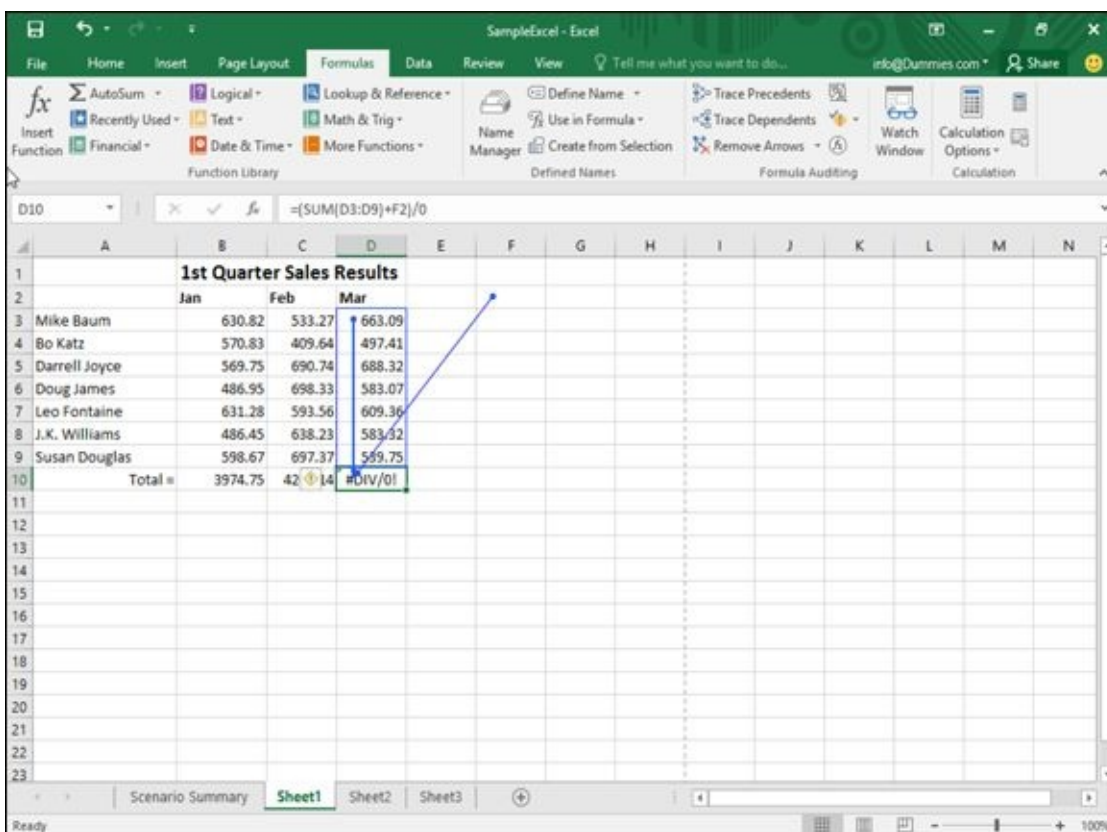 SampleExcel - Excel
File Home Insert Page Layout Formulas Data Review View Tell me what you want to do... info@Dummies.com Share
fx Insert Function
AutoSum
Recently Used
Financial
Logical
Text
Date & Time
Lookup & Reference
Math & Trig
More Functions
Function Library
Name Manager
Define Name
Use in Formula
Create from Selection
Defined Names
Trace Precedents
Trace Dependents
Remove Arrows
Formula Auditing
Watch Window
Calculation Options
Calculation
D10 fx =(SUM(D3:D9)+F2)/0
A B C D E F G H I J K L M N
1 1st Quarter Sales Results
2 Jan Feb Mar
3 Mike Baum 630.82 533.27 663.09
4 Bo Katz 570.83 409.64 497.41
5 Darrell Joyce 569.75 690.74 688.32
6 Doug James 486.95 698.33 583.07
7 Leo Fontaine 631.28 593.56 609.36
8 J.K. Williams 486.45 638.23 583.32
9 Susan Douglas 598.67 697.37 539.75
10 Total = 3974.75 42 14 #DIV/0!
11
12
13
14
15
16
17
18
19
20
21
22
23
Scenario Summary Sheet1 Sheet2 Sheet3
Ready 100%